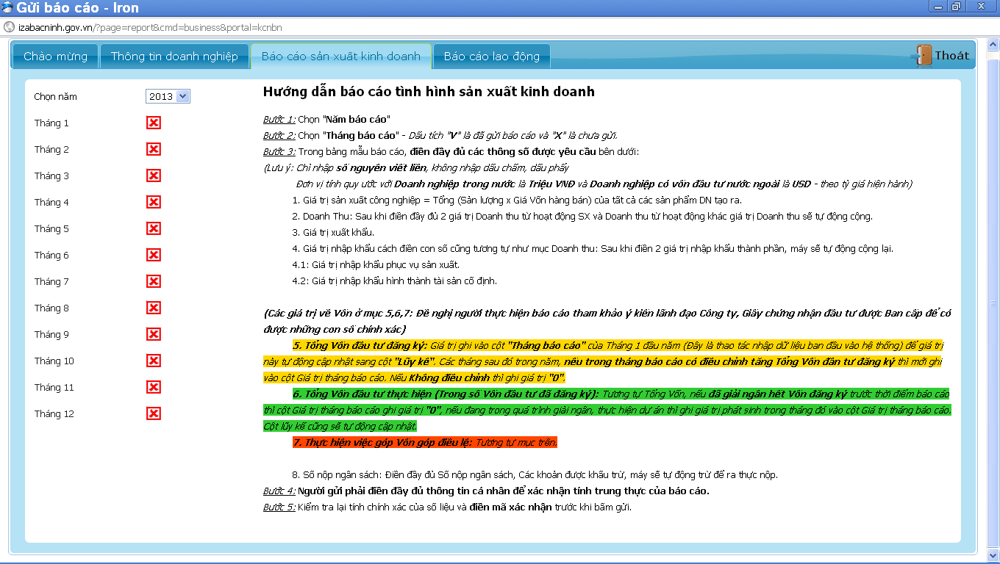 Gửi báo cáo - Iron
izabacninh.gov.vn/?page=report&cmd=business&portal=kcnbn
Chào mừng
Thông tin doanh nghiệp
Báo cáo sản xuất kinh doanh
Báo cáo lao động
Thoát
Chọn năm
2013
Tháng 1
Tháng 2
Tháng 3
Tháng 4
Tháng 5
Tháng 6
Tháng 7
Tháng 8
Tháng 9
Tháng 10
Tháng 11
Tháng 12
Hướng dẫn báo cáo tình hình sản xuất kinh doanh
Bước 1: Chọn "Năm báo cáo"
Bước 2: Chọn "Tháng báo cáo" - Dấu tích "V" là đã gửi báo cáo và "X" là chưa gửi.
Bước 3: Trong bảng mẫu báo cáo, điền đầy đủ các thông số được yêu cầu bên dưới:
(Lưu ý: Chỉ nhập số nguyên viết liền, không nhập dấu chấm, dấu phẩy
Đơn vị tính quy ước với Doanh nghiệp trong nước là Triệu VNĐ và Doanh nghiệp có vốn đầu tư nước ngoài là USD - theo tỷ giá hiện hành)
1. Giá trị sản xuất công nghiệp = Tổng (Sản lượng x Giá Vốn hàng bán) của tất cả các sản phẩm DN tạo ra.
2. Doanh Thu: Sau khi điền đầy đủ 2 giá trị Doanh thu từ hoạt động SX và Doanh thu từ hoạt động khác giá trị Doanh thu sẽ tự động cộng.
3. Giá trị xuất khẩu.
4. Giá trị nhập khẩu cách điền con số cũng tương tự như mục Doanh thu: Sau khi điền 2 giá trị nhập khẩu thành phần, máy sẽ tự động cộng lại.
4.1: Giá trị nhập khẩu phục vụ sản xuất.
4.2: Giá trị nhập khẩu hình thành tài sản cố định.
(Các giá trị về Vốn ở mục 5,6,7: Đề nghị người thực hiện báo cáo tham khảo ý kiến lãnh đạo Công ty, Giấy chứng nhận đầu tư được Ban cấp để có
được những con số chính xác)
5. Tổng Vốn đầu tư đăng ký: Giá trị ghi vào cột "Tháng báo cáo" của Tháng 1 đầu năm (Đây là thao tác nhập dữ liệu ban đầu vào hệ thống) để giá trị
này tự động cập nhật sang cột "Lũy kế". Các tháng sau đó trong năm, nếu trong tháng báo cáo có điều chỉnh tăng Tổng Vốn đần tư đăng ký thì mới ghi
vào cột Giá trị tháng báo cáo. Nếu Không điều chỉnh thì ghi giá trị "0".
6. Tổng Vốn đầu tư thực hiện (Trong số Vốn đầu tư đã đăng ký): Tương tự Tổng Vốn, nếu đã giải ngân hết Vốn đăng ký trước thời điểm báo cáo
thì cột Giá trị tháng báo cáo ghi giá trị "0", nếu đang trong quá trình giải ngân, thực hiện dự án thì ghi giá trị phát sinh trong tháng đó vào cột Giá trị tháng báo cáo.
Cột lũy kế cũng sẽ tự động cập nhật.
7. Thực hiện việc góp Vốn góp điều lệ: Tương tự mục trên.
8. Số nộp ngân sách: Điền đầy đủ Số nộp ngân sách, Các khoản được khấu trừ, máy sẽ tự động trừ để ra thực nộp.
Bước 4: Người gửi phải điền đầy đủ thông tin cá nhân để xác nhận tính trung thực của báo cáo.
Bước 5: Kiểm tra lại tính chính xác của số liệu và điền mã xác nhận trước khi bấm gửi.